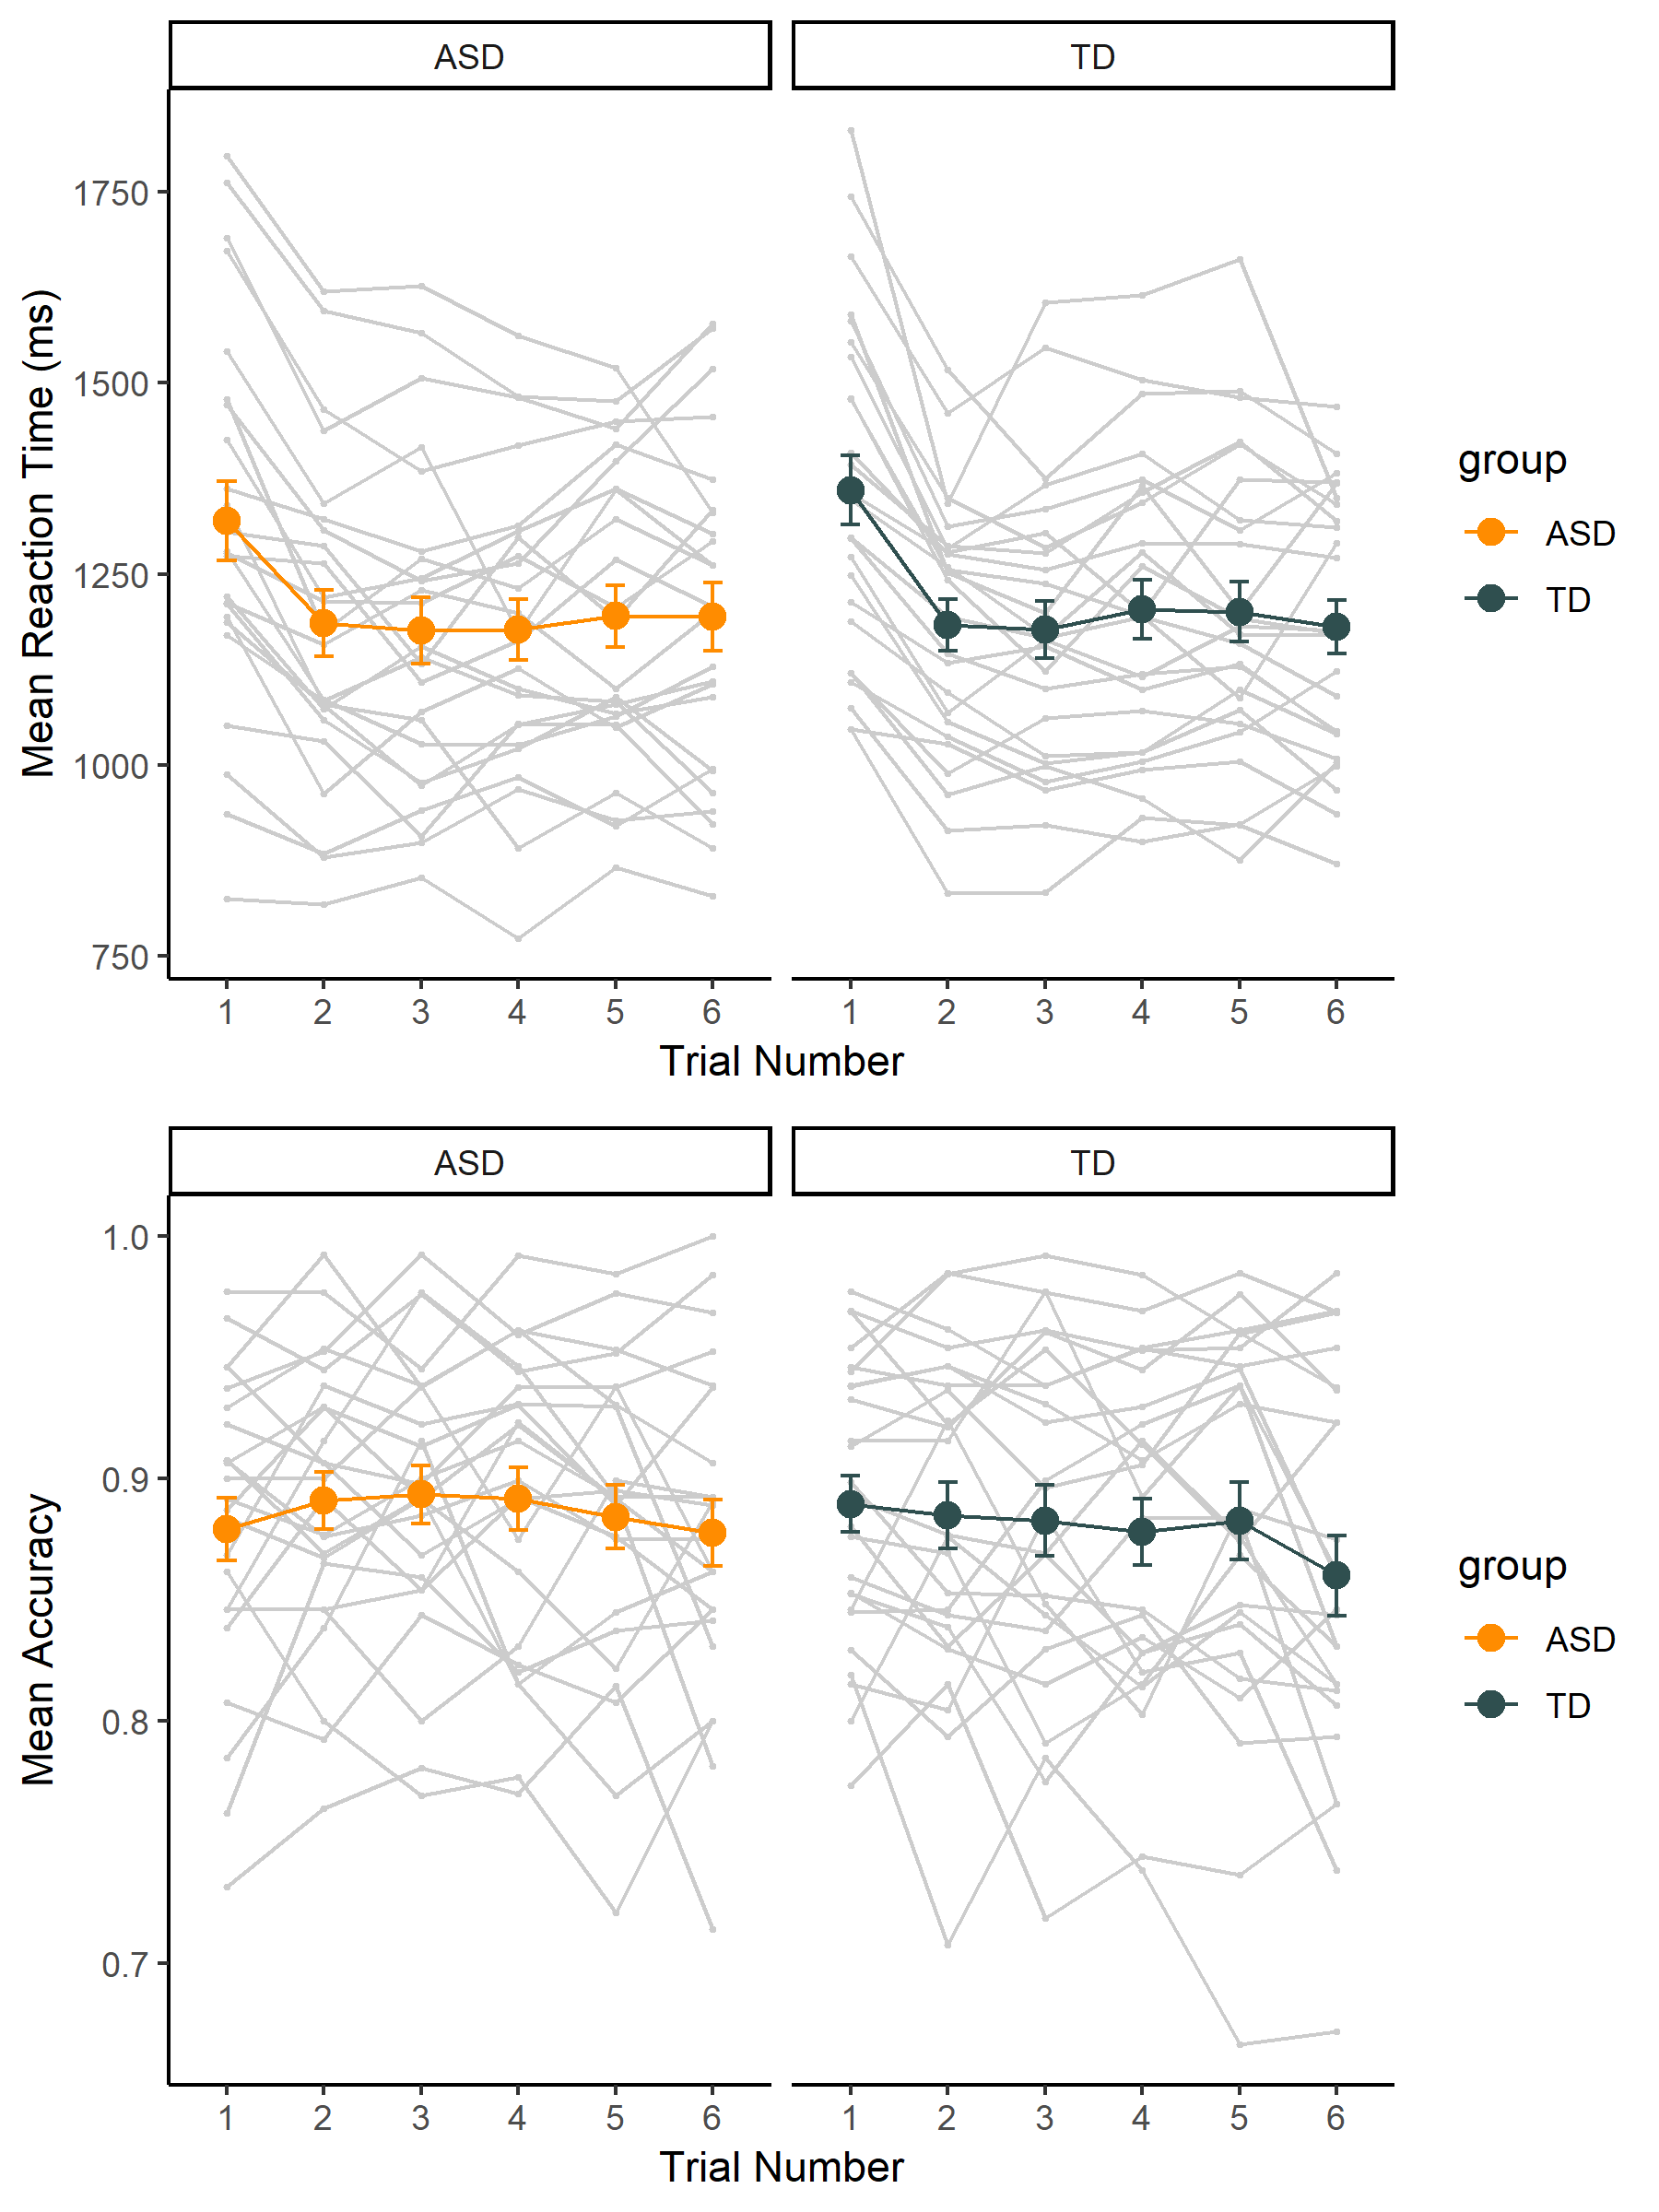 ASD
TD
1750
1500
1250
1000
750
Mean Reaction Time (ms)
1 2 3 4 5 6
1 2 3 4 5 6
Trial Number
group
ASD
TD
ASD
TD
1.0
0.9
0.8
0.7
Mean Accuracy
1 2 3 4 5 6
1 2 3 4 5 6
Trial Number
group
ASD
TD